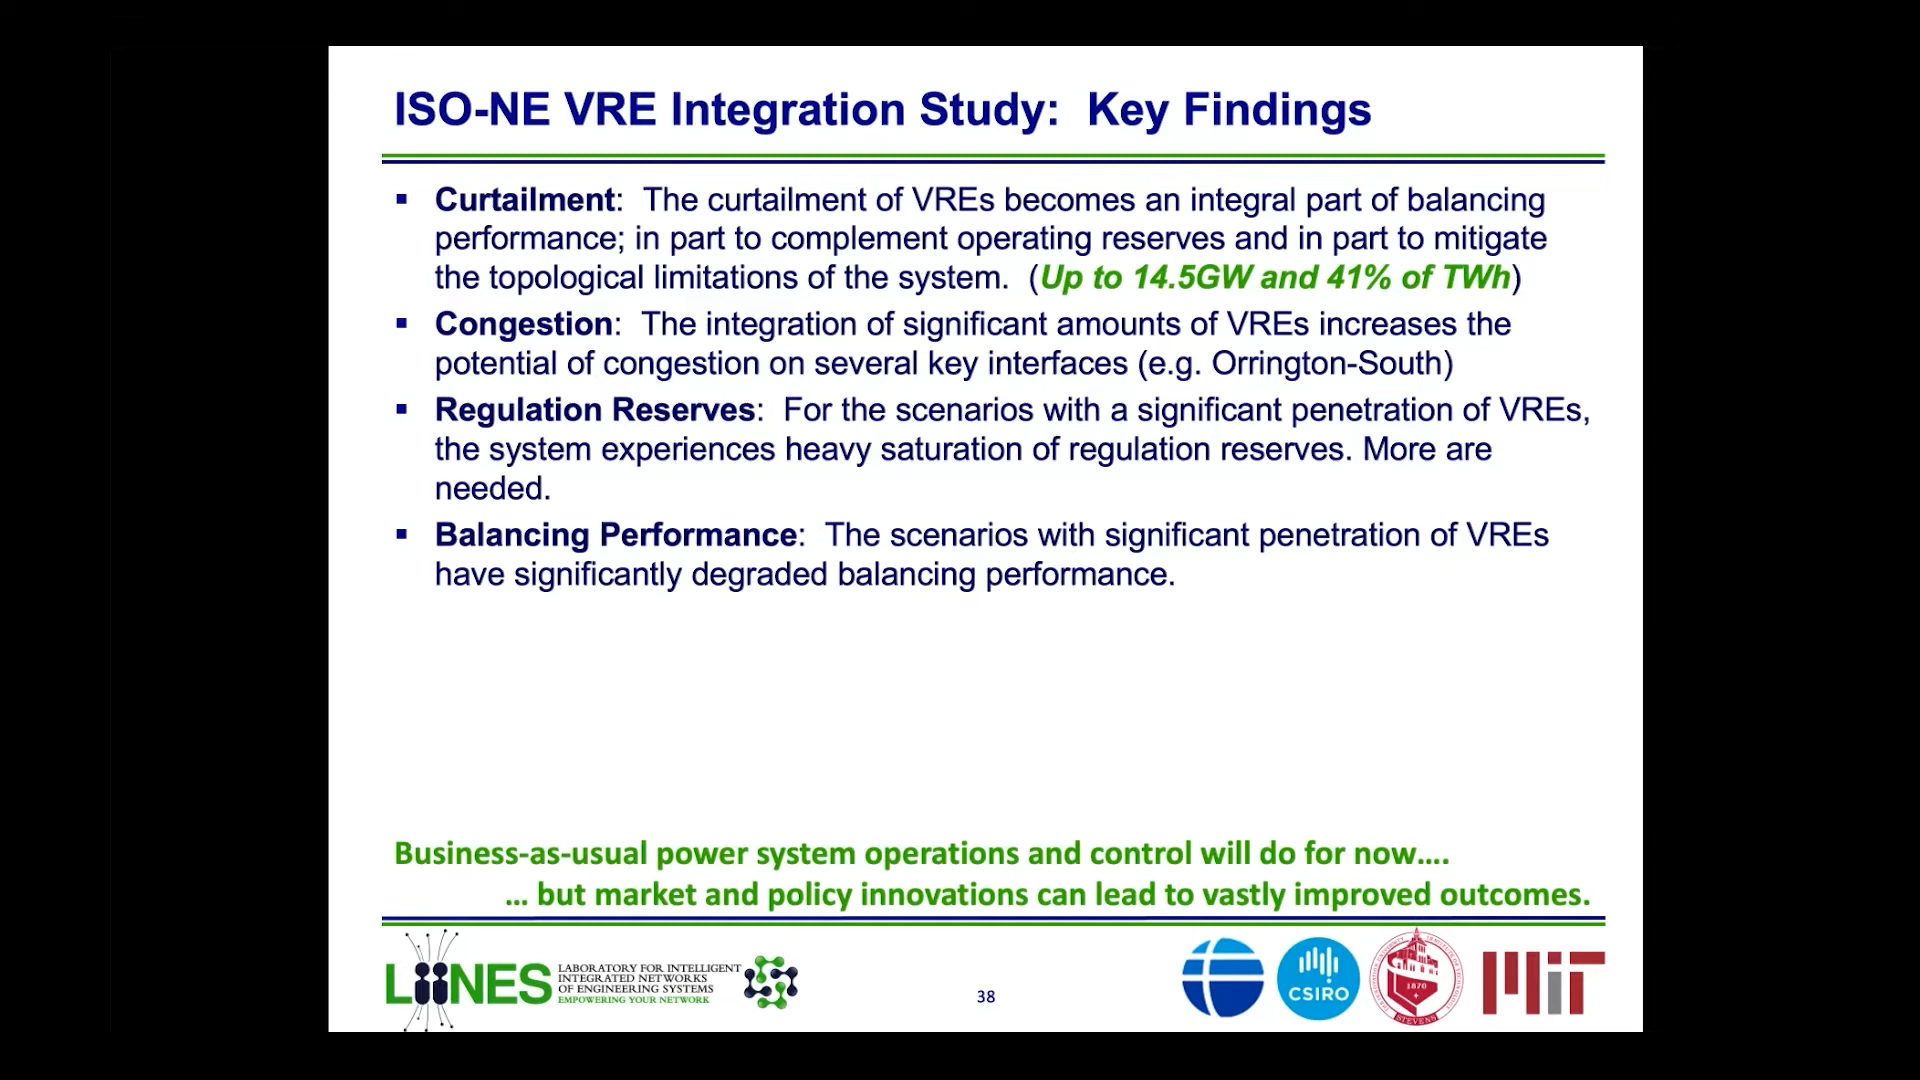 ISO-NE VRE Integration Study:  Key Findings
▪ Curtailment:  The curtailment of VREs becomes an integral part of balancing
performance; in part to complement operating reserves and in part to mitigate
the topological limitations of the system.  (Up to 14.5GW and 41% of TWh)
▪ Congestion:  The integration of significant amounts of VREs increases the
potential of congestion on several key interfaces (e.g. Orrington-South)
▪ Regulation Reserves:  For the scenarios with a significant penetration of VREs,
the system experiences heavy saturation of regulation reserves. More are
needed.
▪ Balancing Performance:  The scenarios with significant penetration of VREs
have significantly degraded balancing performance.
Business-as-usual power system operations and control will do for now....
... but market and policy innovations can lead to vastly improved outcomes.
LIINES
LABORATORY FOR INTELLIGENT
INTEGRATED NETWORKS
OF ENGINEERING SYSTEMS
EMPOWERING YOUR NETWORK
38
CSIRO
1870
STEVENS
MIT